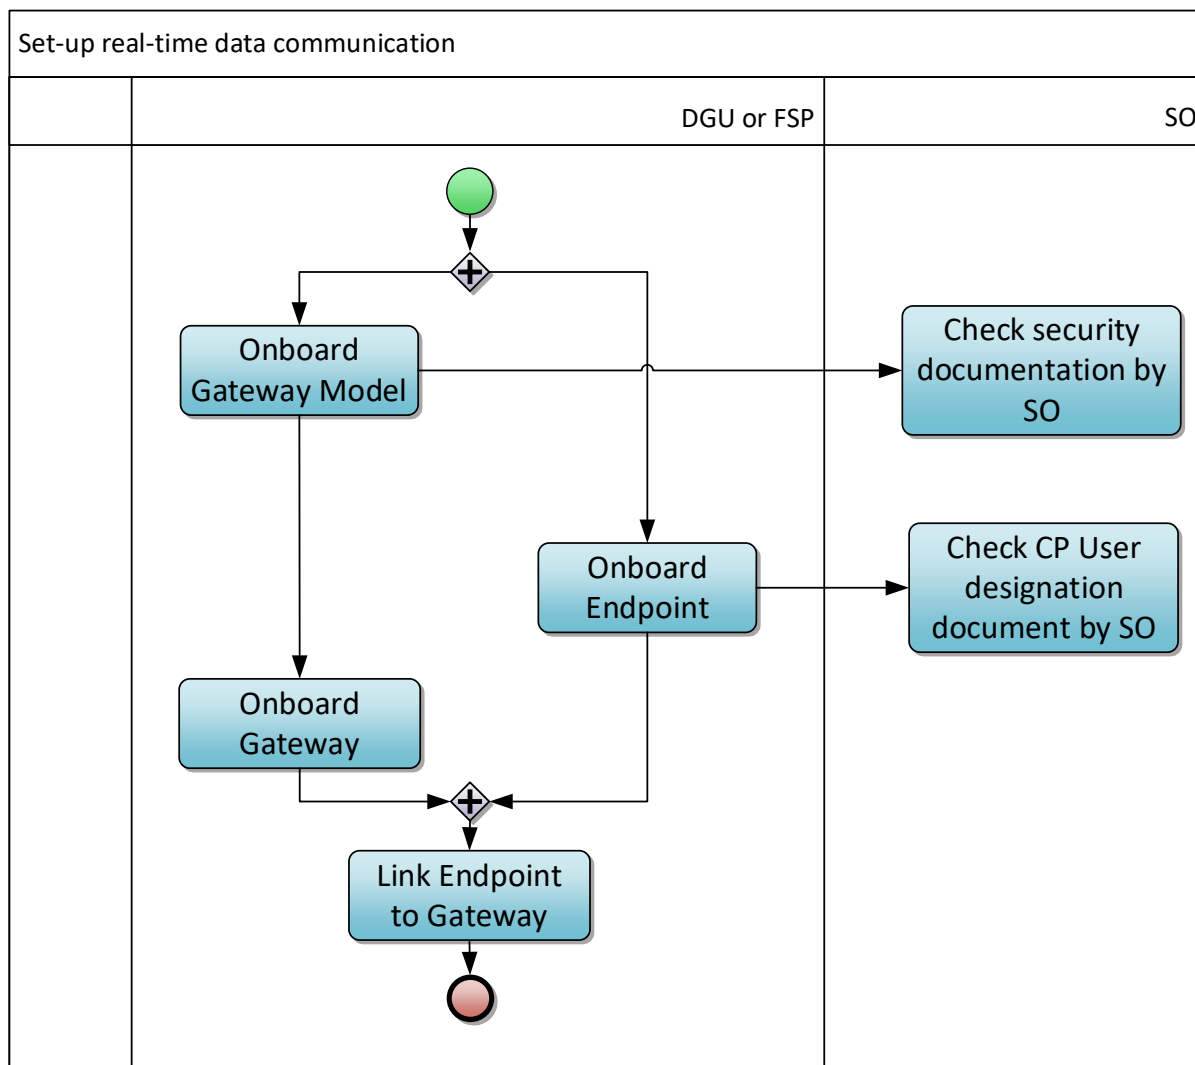 Set-up real-time data communication
DGU or FSP
SO
Onboard
Gateway Model
Check security
documentation by
SO
Onboard
Endpoint
Check CP User
designation
document by SO
Onboard
Gateway
Link Endpoint
to Gateway